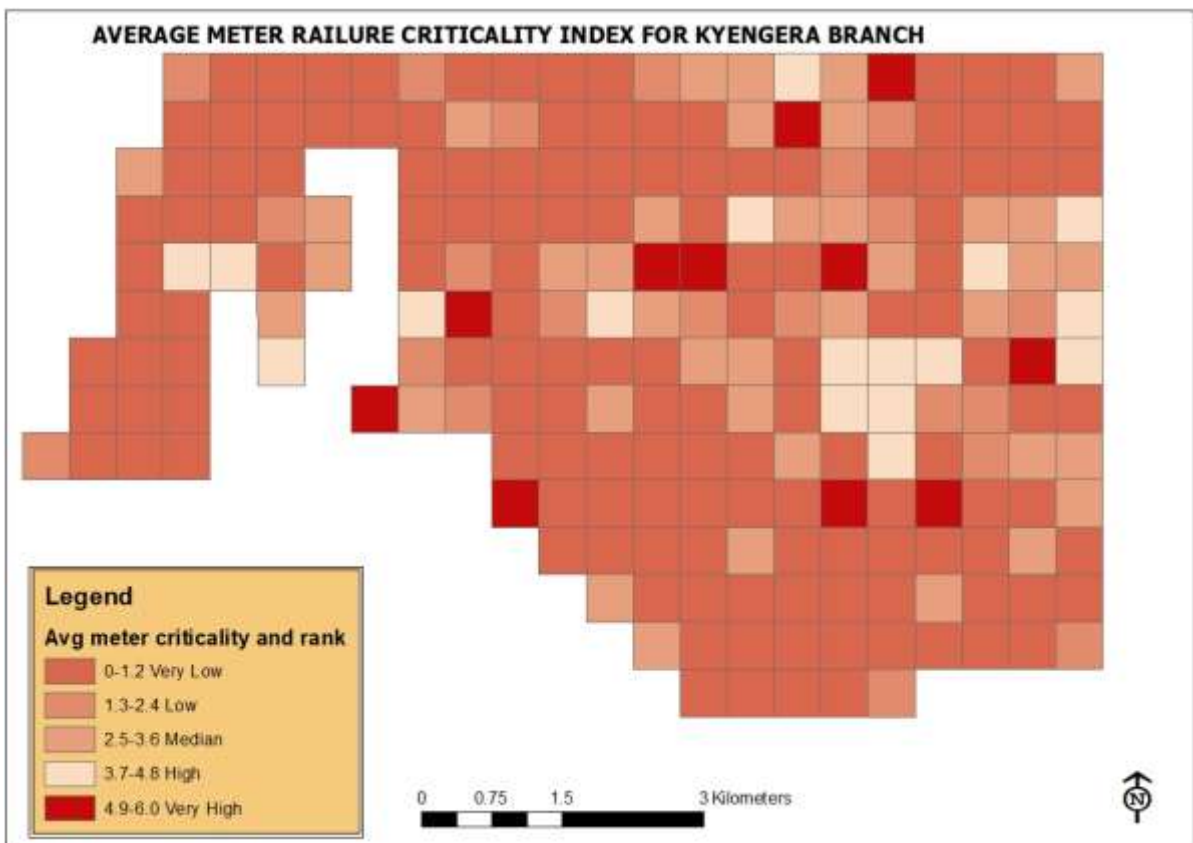 AVERAGE METER RAILURE CRITICALITY INDEX FOR KYENGERA BRANCH
Legend
Avg meter criticality and rank
0-1.2 Very Low
1.3-2.4 Low
2.5-3.6 Median
3.7-4.8 High
4.9-6.0 Very High
0 0.75 1.5 3 Kilometers
N